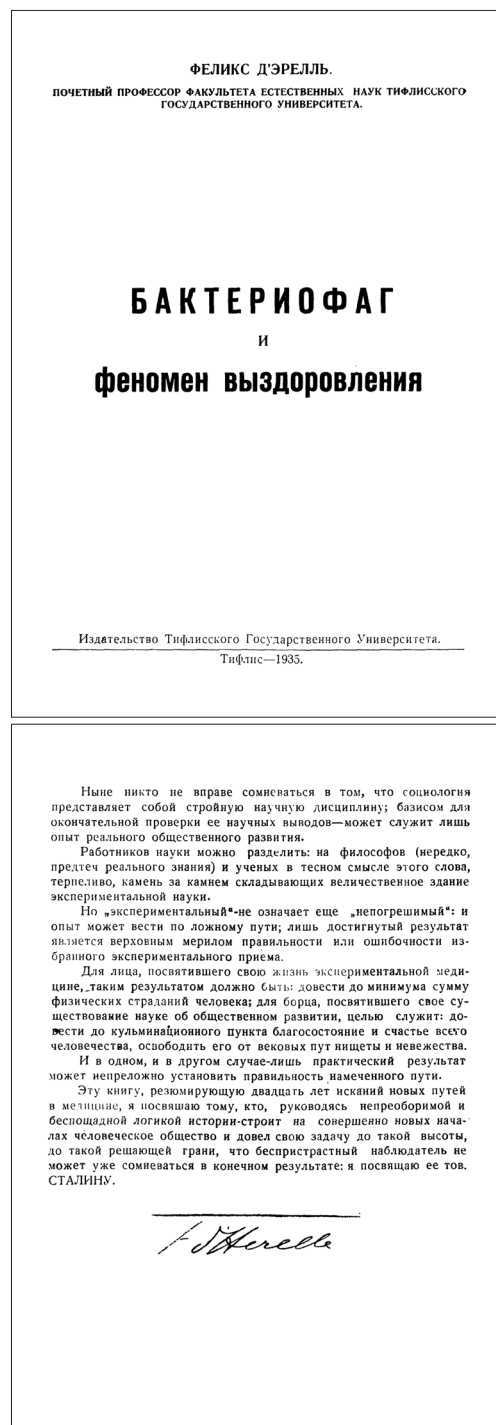 ФЕЛИКС Д'ЭРЕЛЛЬ.
ПОЧЕТНЫЙ ПРОФЕССОР ФАКУЛЬТЕТА ЕСТЕСТВЕННЫХ НАУК ТИФЛИССКОГО
ГОСУДАРСТВЕННОГО УНИВЕРСИТЕТА.
БАКТЕРИОФАГ
И
феномен выздоровления
Издательство Тифлисского Государственного Университета.
Тифлис—1935.
Ныне никто не вправе сомневаться в том, что социология
представляет собой стройную научную дисциплину; базисом для
окончательной проверки ее научных выводов—может служит лишь
опыт реального общественного развития.
Работников науки можно разделить: на философов (нередко,
предтеч реального знания) и ученых в тесном смысле этого слова,
терпеливо, камень за камнем складывающих величественное здание
экспериментальной науки.
Но „экспериментальный“-не означает еще „непогрешимый“: и
опыт может вести по ложному пути; лишь достигнутый результат
является верховным мерилом правильности или ошибочности из-
бранного экспериментального приема.
Для лица, посвятившего свою жизнь экспериментальной меди-
цине, таким результатом должно быть: довести до минимума сумму
физических страданий человека; для борца, посвятившего свое су-
ществование науке об общественном развитии, целью служит: до-
вести до кульминационного пункта благосостояние и счастье всего
человечества, освободить его от вековых пут нищеты и невежества.
И в одном, и в другом случае-лишь практический результат
может непреложно установить правильность намеченного пути.
Эту книгу, резюмирующую двадцать лет исканий новых путей
в медицине, я посвящаю тому, кто, руководясь непреоборимой и
беспощадной логикой истории-строит на совершенно новых нача-
лах человеческое общество и довел свою задачу до такой высоты,
до такой решающей грани, что беспристрастный наблюдатель не
может уже сомневаться в конечном результате: я посвящаю ее тов.
СТАЛИНУ.
F d'Herelle